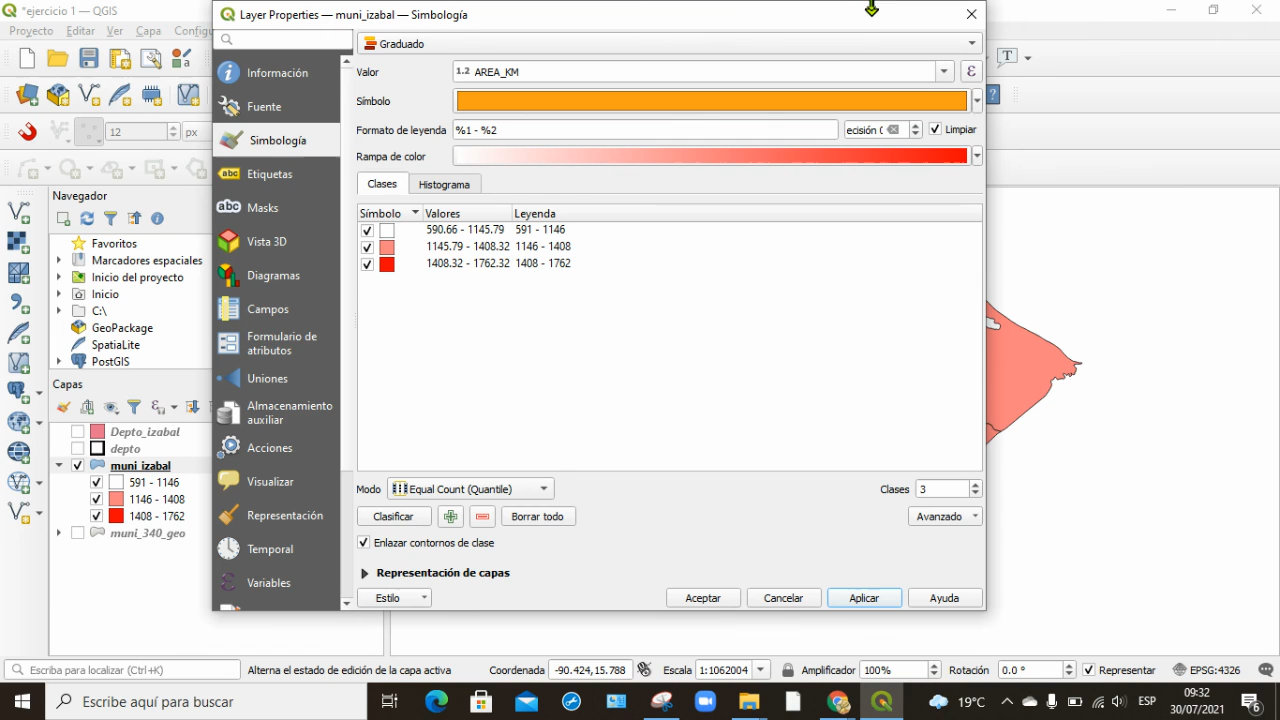 *ejercicio 1 — QGIS
Layer Properties — muni_izabal — Simbología
Proyecto Editar Ver Capa Configu
Graduado
Información
Fuente
Simbología
Etiquetas
Masks
Vista 3D
Diagramas
Campos
Formulario de
atributos
Uniones
Almacenamiento
auxiliar
Acciones
Visualizar
Representación
Temporal
Variables
Valor 1.2 AREA_KM ε
Símbolo
Formato de leyenda %1 - %2 ecisión 0 Limpiar
Rampa de color
Clases Histograma
Símbolo Valores Leyenda
590.66 - 1145.79 591 - 1146
1145.79 - 1408.32 1146 - 1408
1408.32 - 1762.32 1408 - 1762
Modo Equal Count (Quantile) Clases 3
Clasificar Borrar todo Avanzado
Enlazar contornos de clase
Representación de capas
Estilo Aceptar Cancelar Aplicar Ayuda
12 px
Navegador
Favoritos
Marcadores espaciales
Inicio del proyecto
Inicio
C:\
GeoPackage
SpatiaLite
PostGIS
Capas
Depto_izabal
depto
muni_izabal
591 - 1146
1146 - 1408
1408 - 1762
muni_340_geo
Escriba para localizar (Ctrl+K) Alterna el estado de edición de la capa activa Coordenada -90.424,15.788 Escala 1:1062004 Amplificador 100% Rotación 0.0 ° Representar EPSG:4326
Escribe aquí para buscar 19°C ESP 09:32
30/07/2021 6